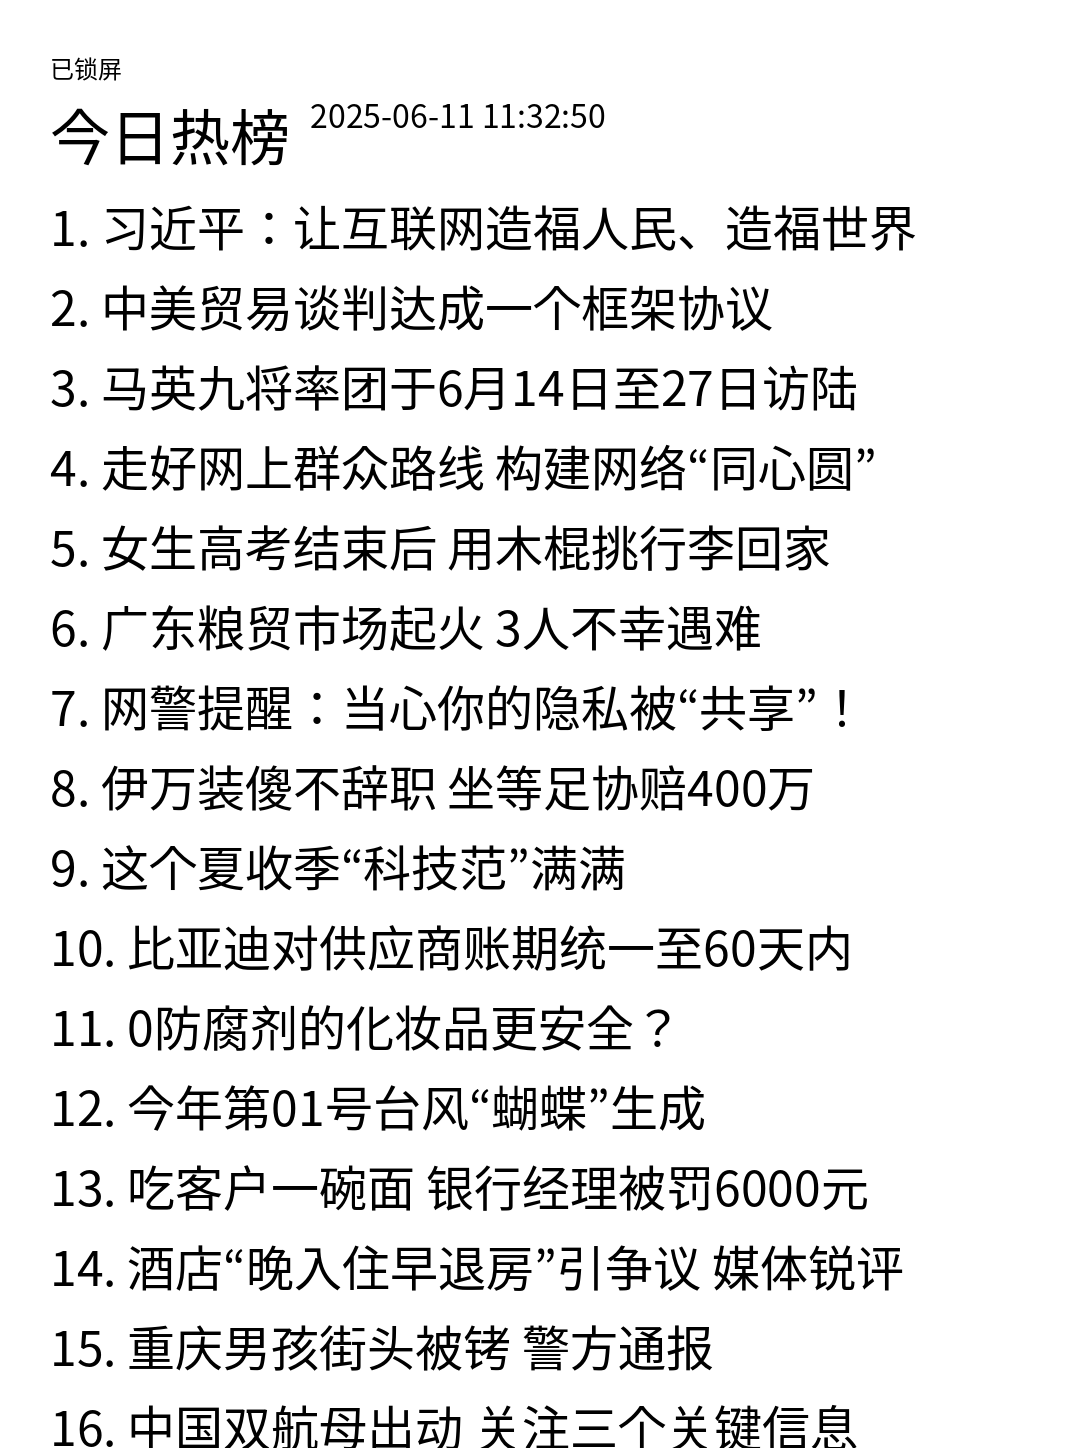 已锁屏
今日热榜 2025-06-11 11:32:50
1. 习近平：让互联网造福人民、造福世界
2. 中美贸易谈判达成一个框架协议
3. 马英九将率团于6月14日至27日访陆
4. 走好网上群众路线 构建网络“同心圆”
5. 女生高考结束后 用木棍挑行李回家
6. 广东粮贸市场起火 3人不幸遇难
7. 网警提醒：当心你的隐私被“共享”！
8. 伊万装傻不辞职 坐等足协赔400万
9. 这个夏收季“科技范”满满
10. 比亚迪对供应商账期统一至60天内
11. 0防腐剂的化妆品更安全？
12. 今年第01号台风“蝴蝶”生成
13. 吃客户一碗面 银行经理被罚6000元
14. 酒店“晚入住早退房”引争议 媒体锐评
15. 重庆男孩街头被铐 警方通报
16. 中国双航母出动 关注三个关键信息